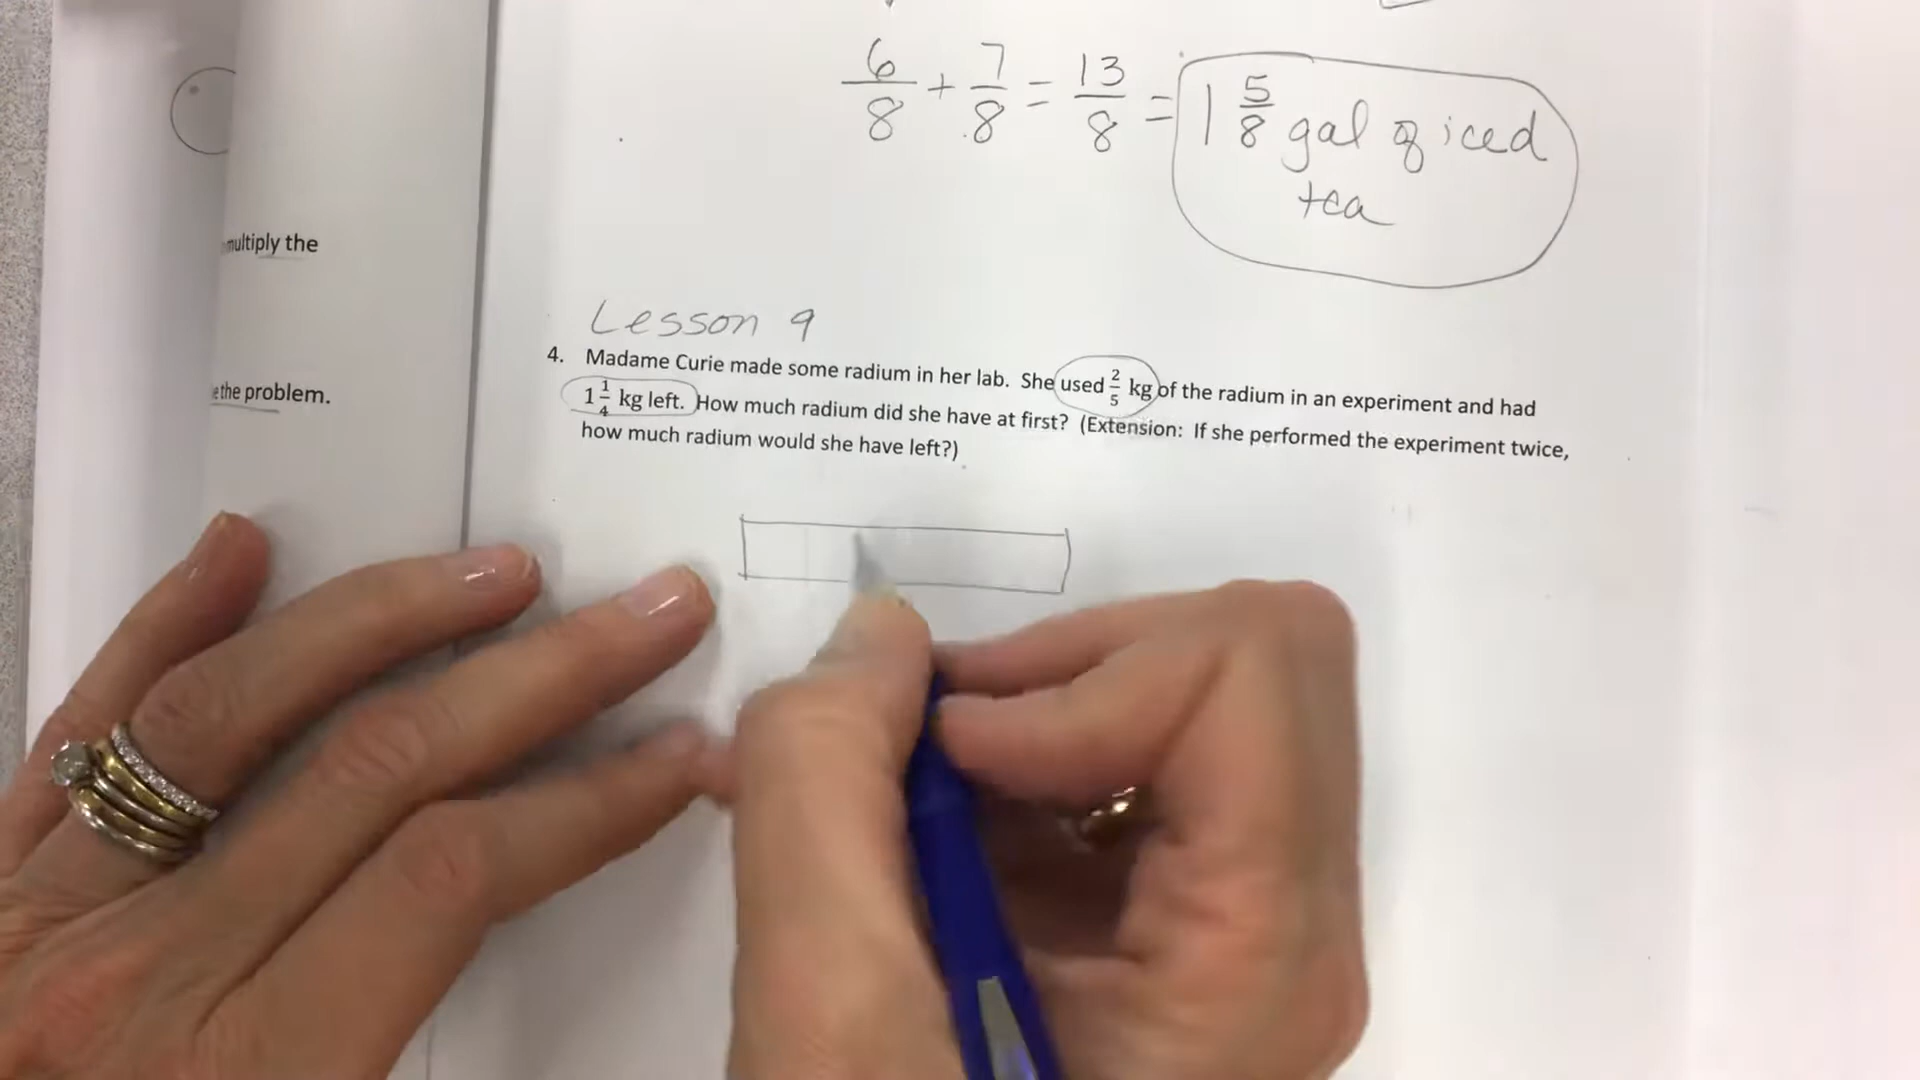 6/8 + 7/8 = 13/8 = 1 5/8 gal of iced
tea
multiply the
the problem.
Lesson 9
4. Madame Curie made some radium in her lab. She used 2/5 kg of the radium in an experiment and had
1 1/4 kg left. How much radium did she have at first? (Extension: If she performed the experiment twice,
how much radium would she have left?)